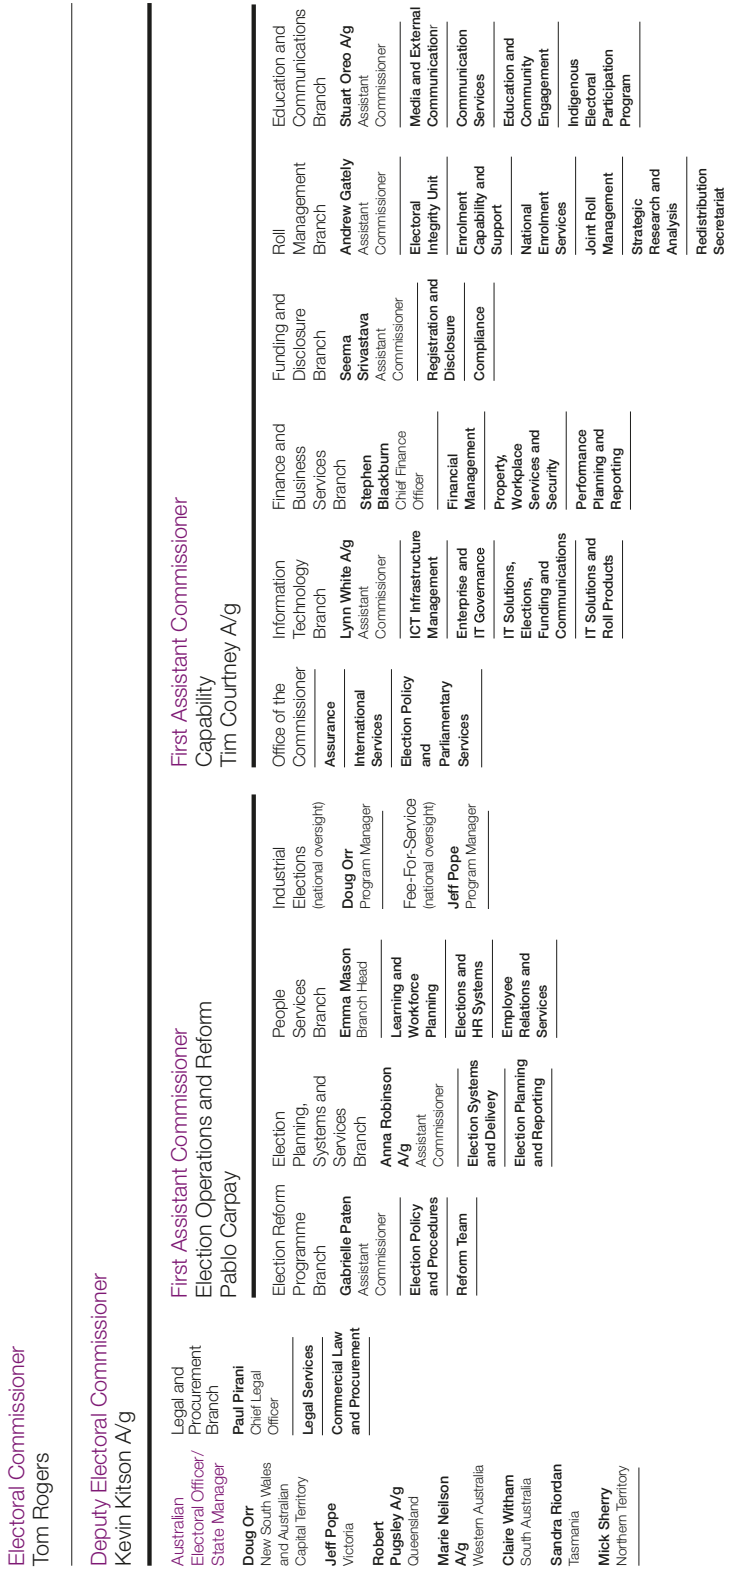 Electoral Commissioner
Tom Rogers
Deputy Electoral Commissioner
Kevin Kitson A/g
Australian
Electoral Officer/
State Manager
Doug Orr
New South Wales
and Australian
Capital Territory
Jeff Pope
Victoria
Robert
Pugsley A/g
Queensland
Marie Neilson
A/g
Western Australia
Claire Witham
South Australia
Sandra Riordan
Tasmania
Mick Sherry
Northern Territory
Legal and
Procurement
Branch
Paul Pirani
Chief Legal
Officer
Legal Services
Commercial Law
and Procurement
First Assistant Commissioner
Election Operations and Reform
Pablo Carpay
Election Reform
Programme
Branch
Gabrielle Paten
Assistant
Commissioner
Election Policy
and Procedures
Reform Team
Election
Planning,
Systems and
Services
Branch
Anna Robinson
A/g
Assistant
Commissioner
Election Systems
and Delivery
Election Planning
and Reporting
People
Services
Branch
Emma Mason
Branch Head
Learning and
Workforce
Planning
Elections and
HR Systems
Employee
Relations and
Services
Industrial
Elections
(national oversight)
Doug Orr
Program Manager
Fee-For-Service
(national oversight)
Jeff Pope
Program Manager
First Assistant Commissioner
Capability
Tim Courtney A/g
Office of the
Commissioner
Assurance
International
Services
Election Policy
and
Parliamentary
Services
Information
Technology
Branch
Lynn White A/g
Assistant
Commissioner
ICT Infrastructure
Management
Enterprise and
IT Governance
IT Solutions,
Elections,
Funding and
Communications
IT Solutions and
Roll Products
Finance and
Business
Services
Branch
Stephen
Blackburn
Chief Finance
Officer
Financial
Management
Property,
Workplace
Services and
Security
Performance
Planning and
Reporting
Funding and
Disclosure
Branch
Seema
Srivastava
Assistant
Commissioner
Registration and
Disclosure
Compliance
Roll
Management
Branch
Andrew Gately
Assistant
Commissioner
Electoral
Integrity Unit
Enrolment
Capability and
Support
National
Enrolment
Services
Joint Roll
Management
Strategic
Research and
Analysis
Redistribution
Secretariat
Education and
Communications
Branch
Stuart Oreo A/g
Assistant
Commissioner
Media and External
Communicationr
Communication
Services
Education and
Community
Engagement
Indigenous
Electoral
Participation
Program